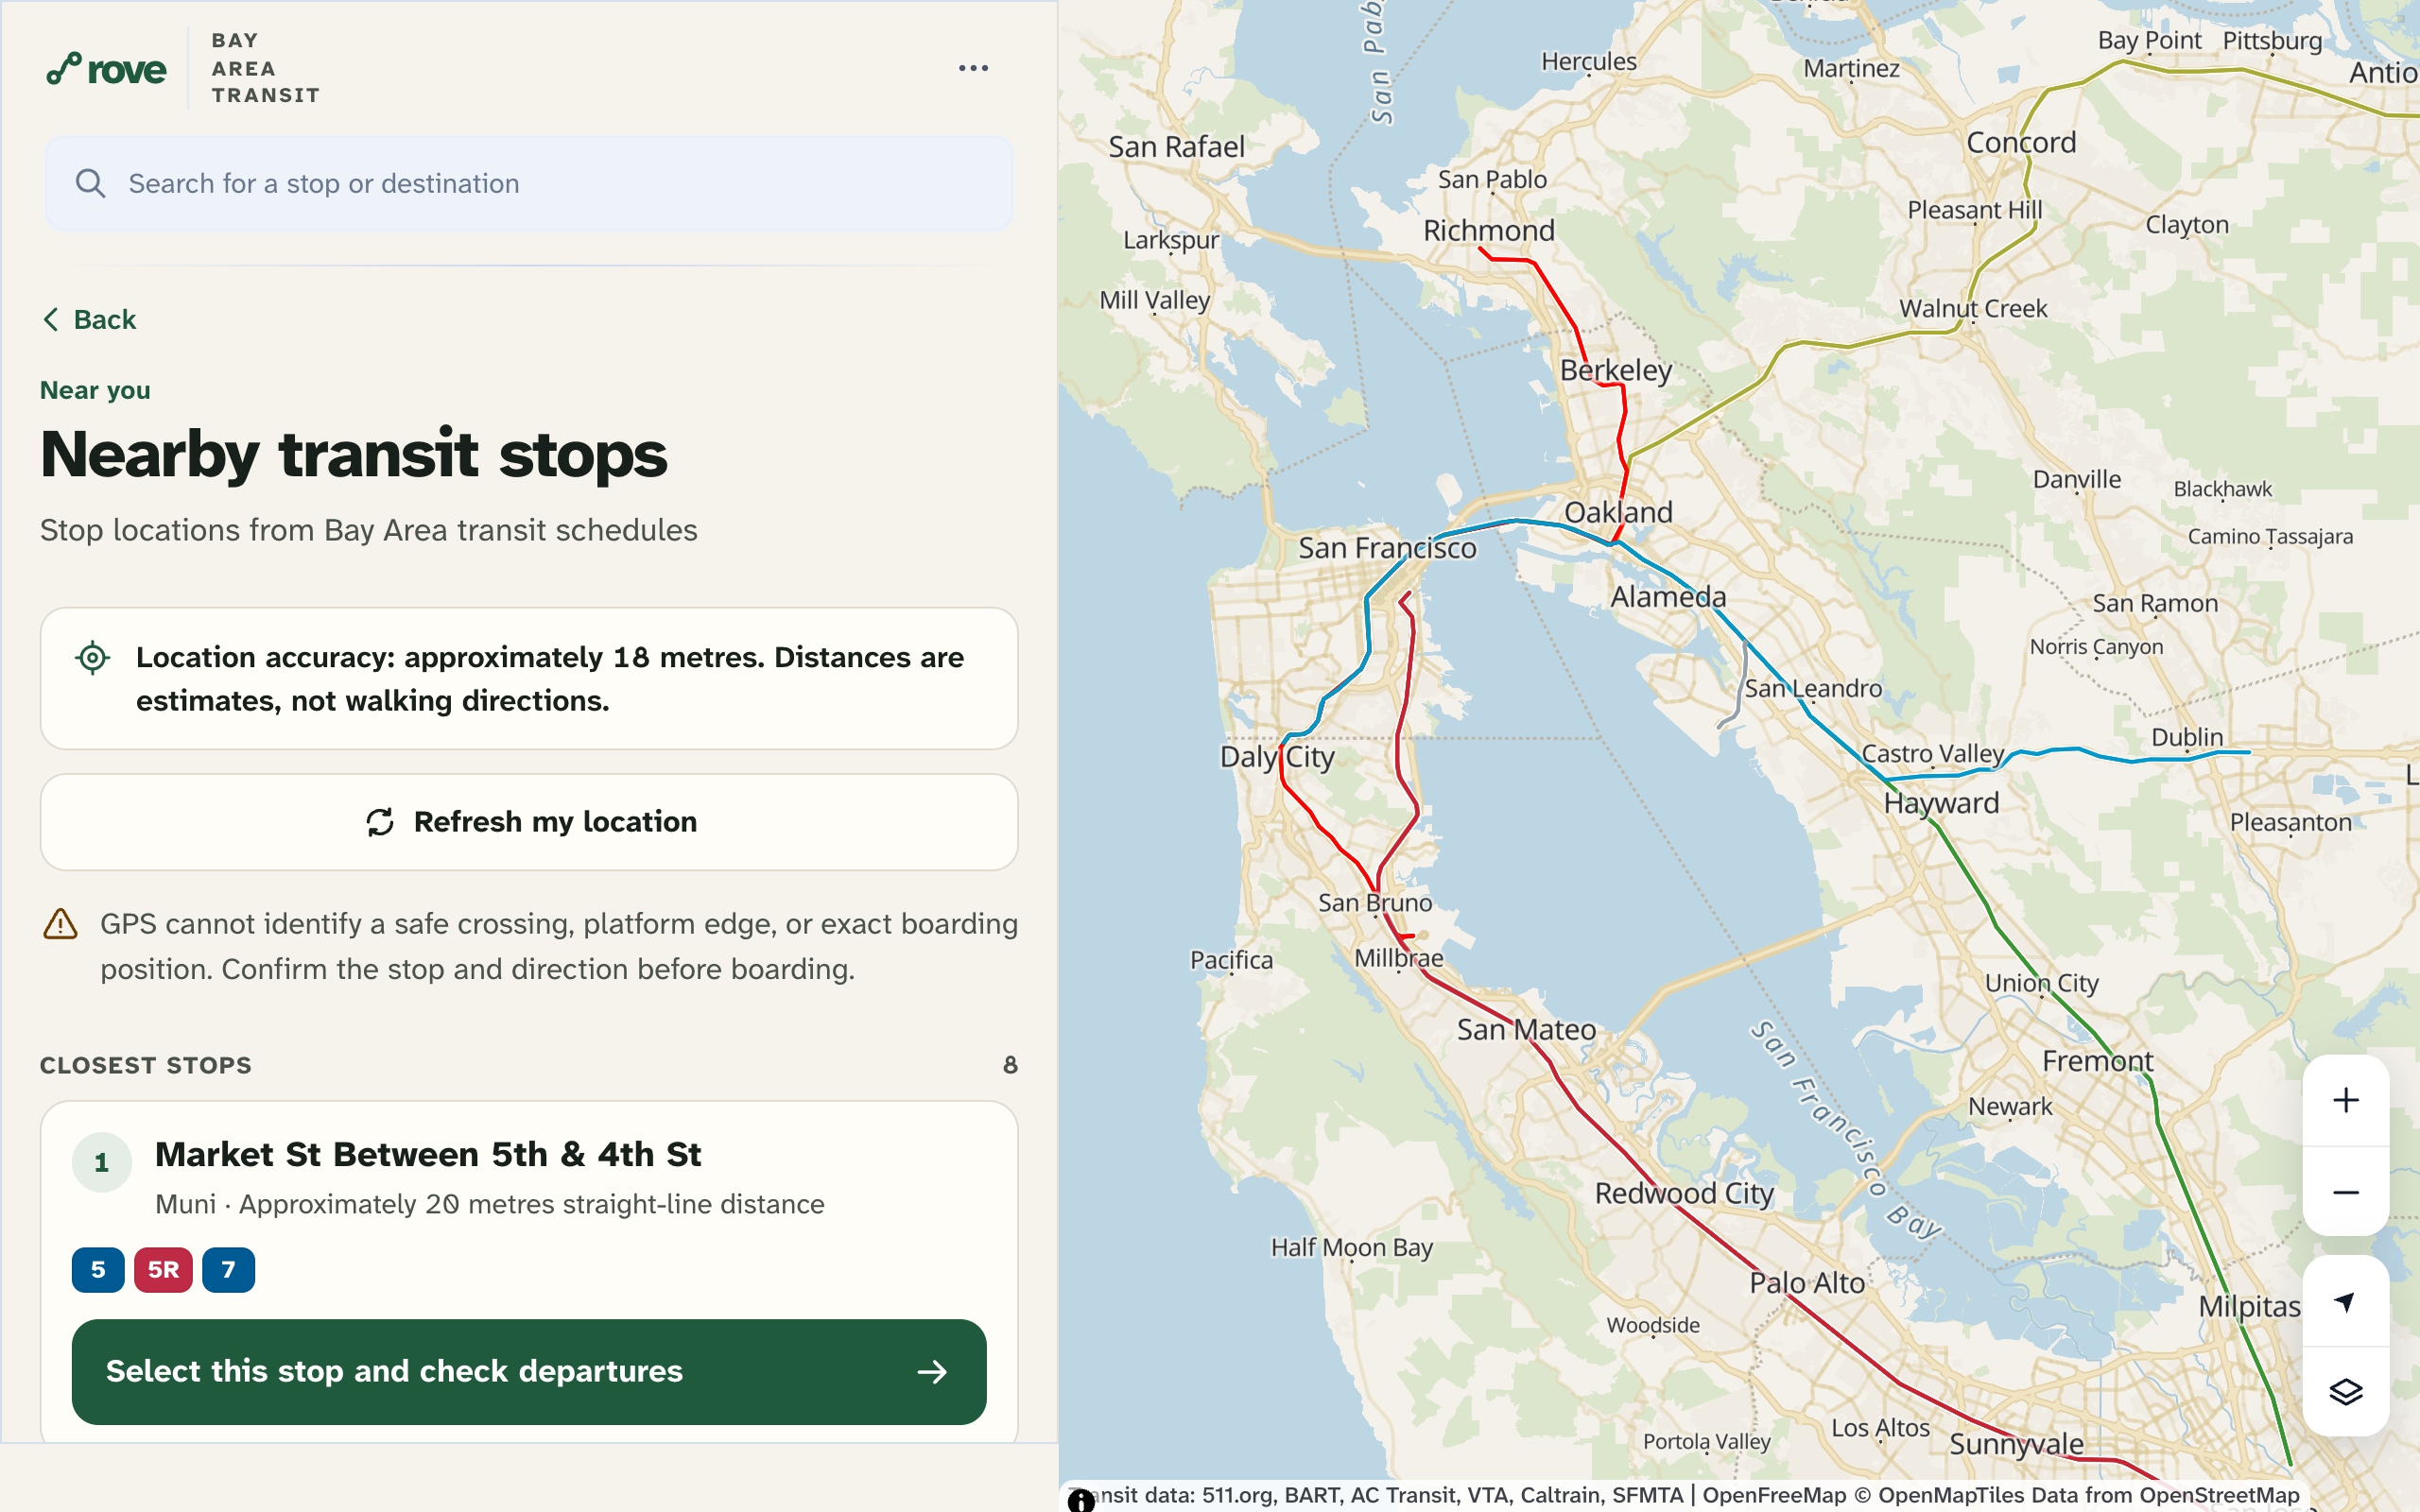 rove
BAY
AREA
TRANSIT
Search for a stop or destination
Back
Near you
Nearby transit stops
Stop locations from Bay Area transit schedules
Location accuracy: approximately 18 metres. Distances are
estimates, not walking directions.
Refresh my location
GPS cannot identify a safe crossing, platform edge, or exact boarding
position. Confirm the stop and direction before boarding.
CLOSEST STOPS
8
1
Market St Between 5th & 4th St
Muni · Approximately 20 metres straight-line distance
5
5R
7
Select this stop and check departures
Hercules
Martinez
Bay Point
Pittsburg
San Rafael
Concord
San Pablo
Richmond
Pleasant Hill
Clayton
Larkspur
Mill Valley
Walnut Creek
Berkeley
Danville
Blackhawk
Oakland
Camino Tassajara
San Francisco
Alameda
San Ramon
Norris Canyon
San Leandro
Daly City
Castro Valley
Dublin
Hayward
Pleasanton
San Bruno
Pacifica
Millbrae
Union City
San Mateo
San Francisco Bay
Fremont
Newark
Redwood City
Half Moon Bay
Palo Alto
Milpitas
Woodside
Los Altos
Portola Valley
Sunnyvale
Transit data: 511.org, BART, AC Transit, VTA, Caltrain, SFMTA | OpenFreeMap © OpenMapTiles Data from OpenStreetMap